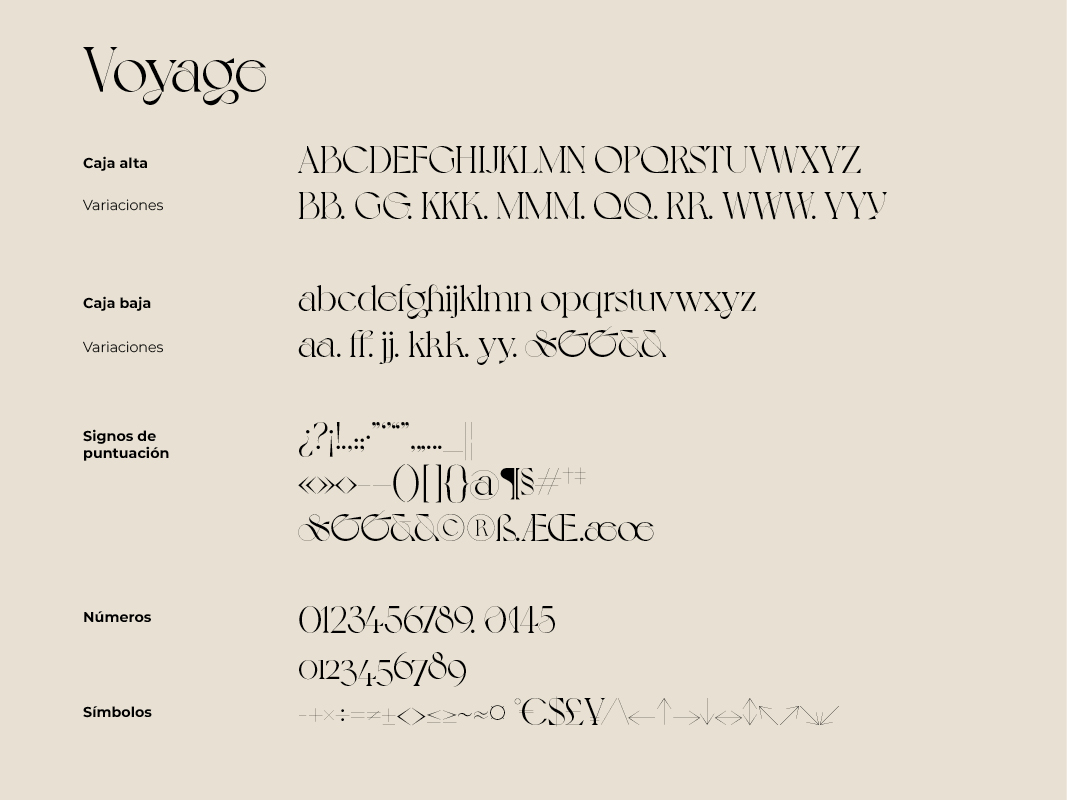 Voyage
Caja alta
ABCDEFGHIJKLMN OPQRSTUVWXYZ
Variaciones
BB. GG. KKK. MMM. QQ. RR. WWW. YYY
Caja baja
abcdefghijklmn opqrstuvwxyz
Variaciones
aa. ff. jj. kkk. yy. &&&&&
Signos de
puntuación
¿?¡!.,:;·”“’‘”„‚…_|¦
«»‹›–—()[]{}@¶§#†‡
&&&&&©®ß.ÆŒ.æœ
Números
0123456789. 0145
0123456789
Símbolos
-+×÷=≠±<>≤≥~≈¤ °€$£¥/\←↑→↓↔↕↖↗↘↙